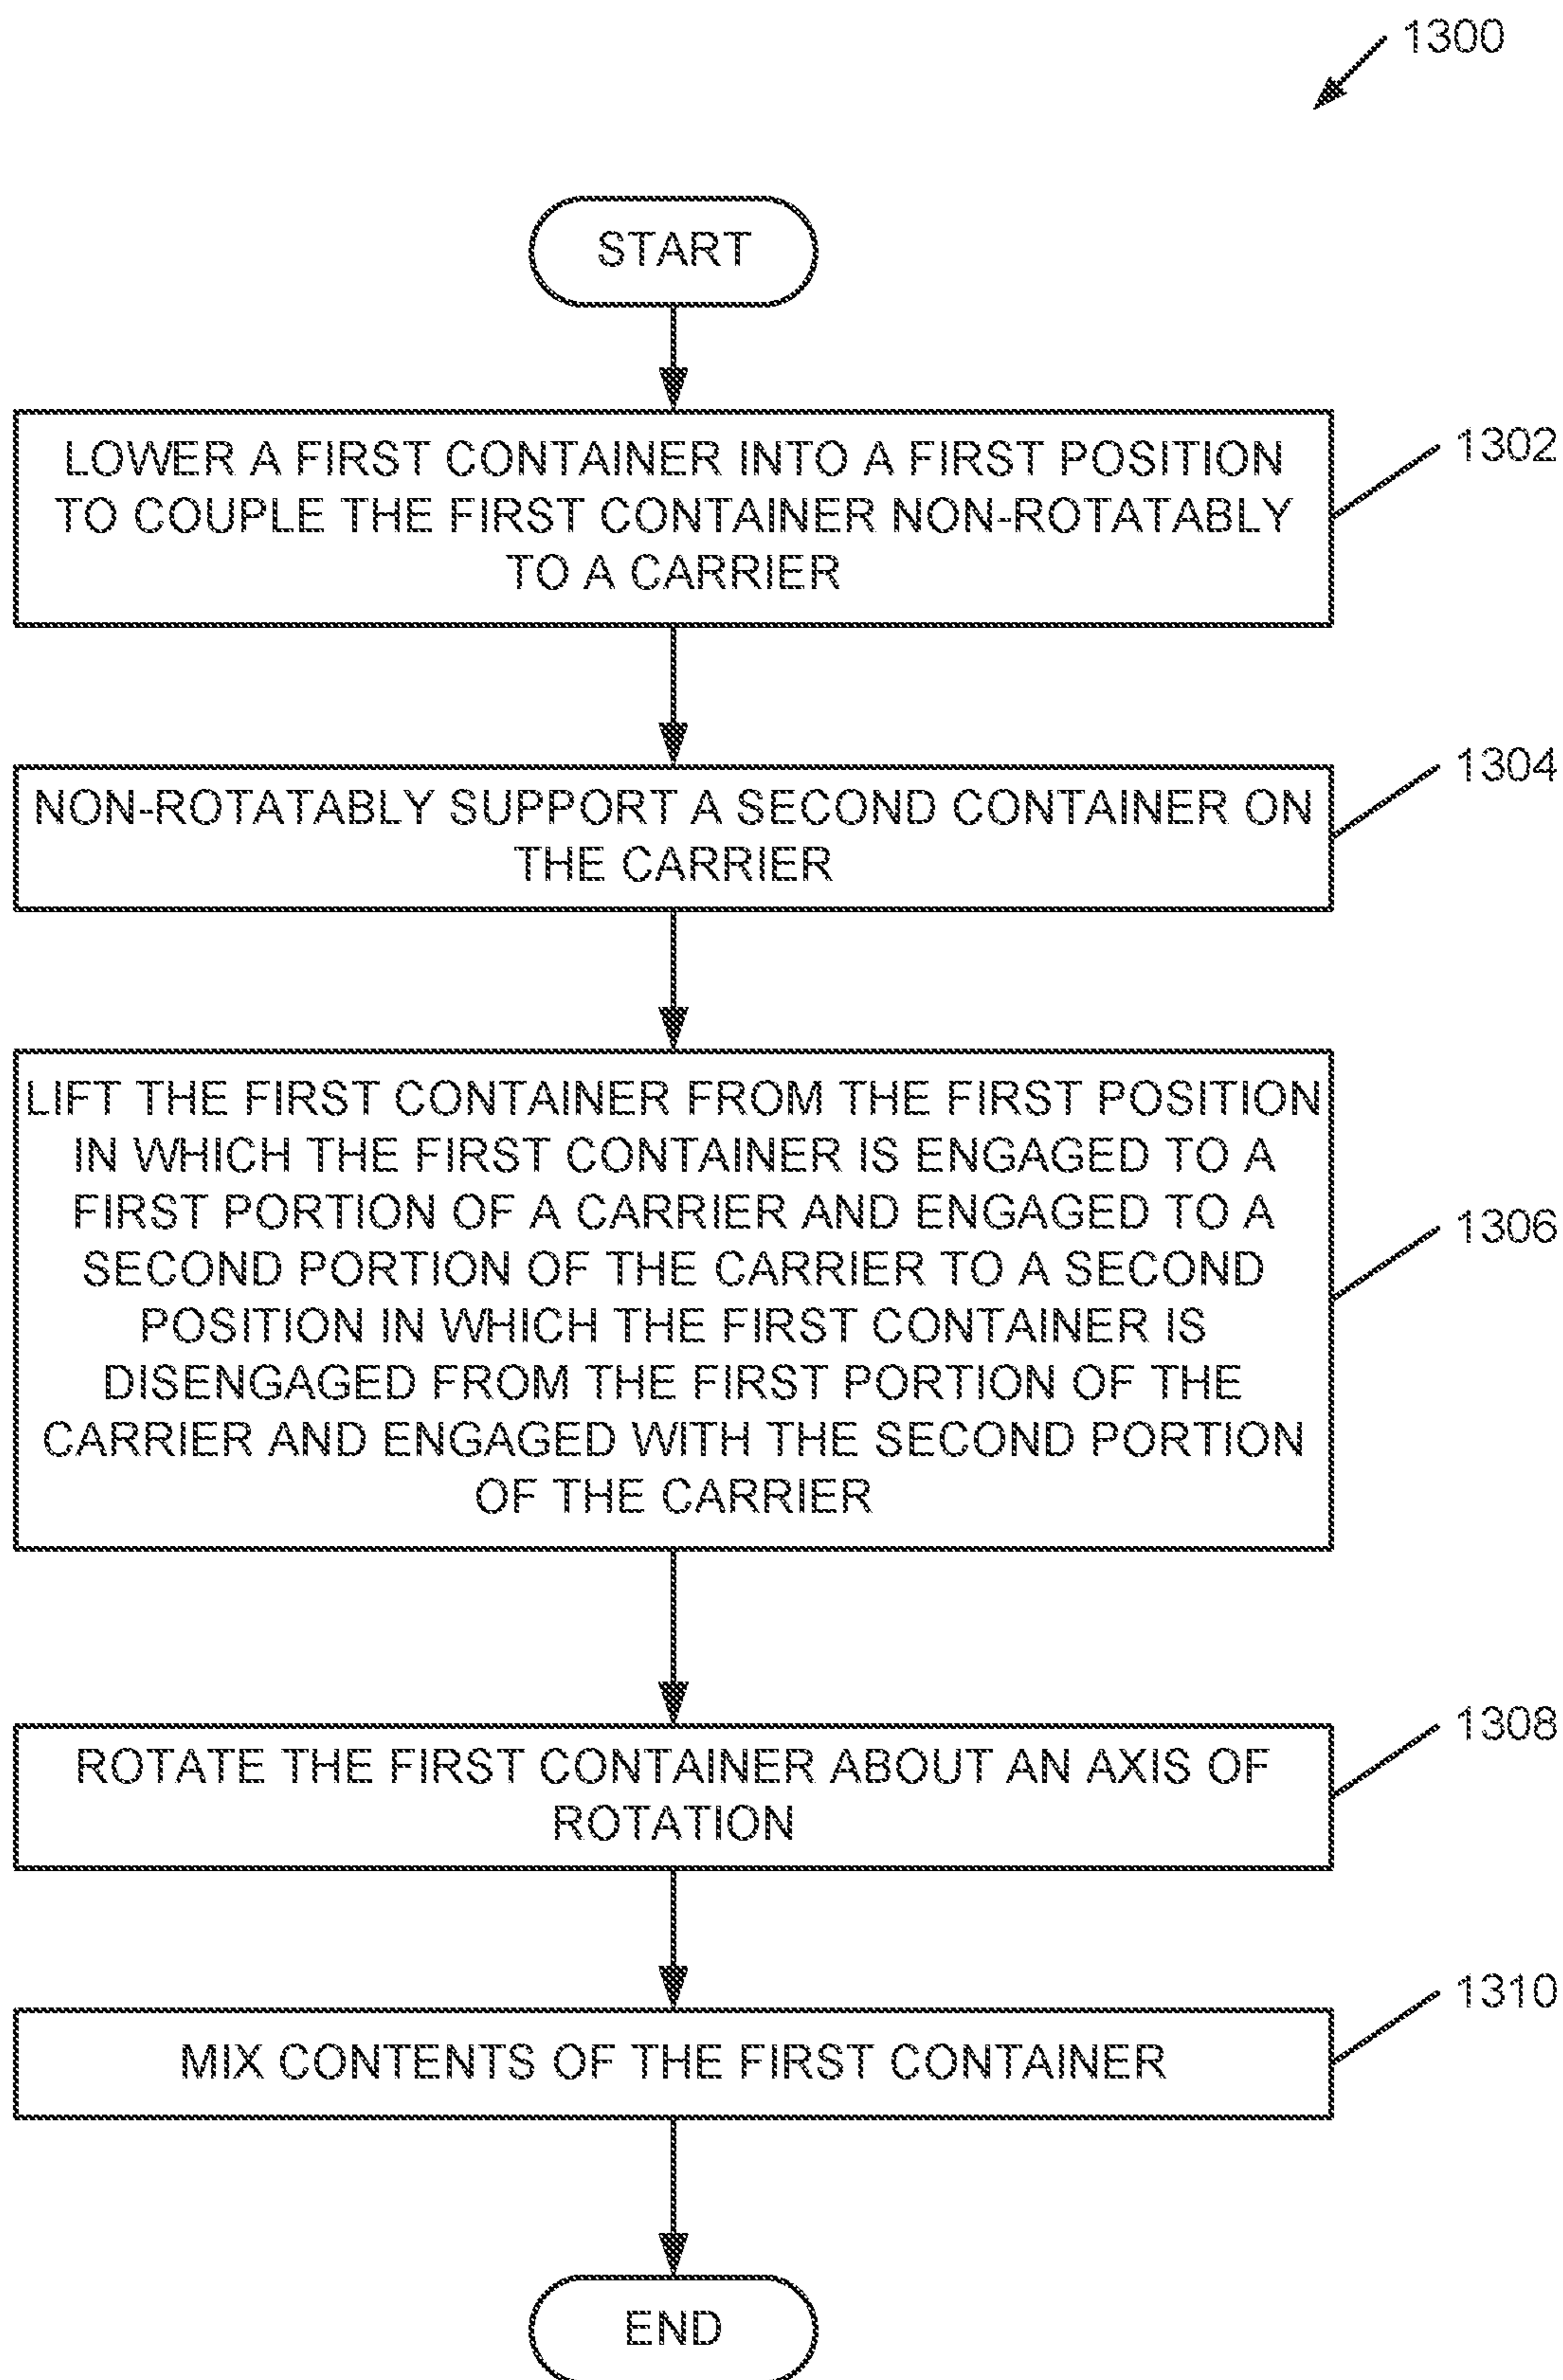 1300
START
LOWER A FIRST CONTAINER INTO A FIRST POSITION
TO COUPLE THE FIRST CONTAINER NON-ROTATABLY
TO A CARRIER
1302
NON-ROTATABLY SUPPORT A SECOND CONTAINER ON
THE CARRIER
1304
LIFT THE FIRST CONTAINER FROM THE FIRST POSITION
IN WHICH THE FIRST CONTAINER IS ENGAGED TO A
FIRST PORTION OF A CARRIER AND ENGAGED TO A
SECOND PORTION OF THE CARRIER TO A SECOND
POSITION IN WHICH THE FIRST CONTAINER IS
DISENGAGED FROM THE FIRST PORTION OF THE
CARRIER AND ENGAGED WITH THE SECOND PORTION
OF THE CARRIER
1306
ROTATE THE FIRST CONTAINER ABOUT AN AXIS OF
ROTATION
1308
MIX CONTENTS OF THE FIRST CONTAINER
1310
END